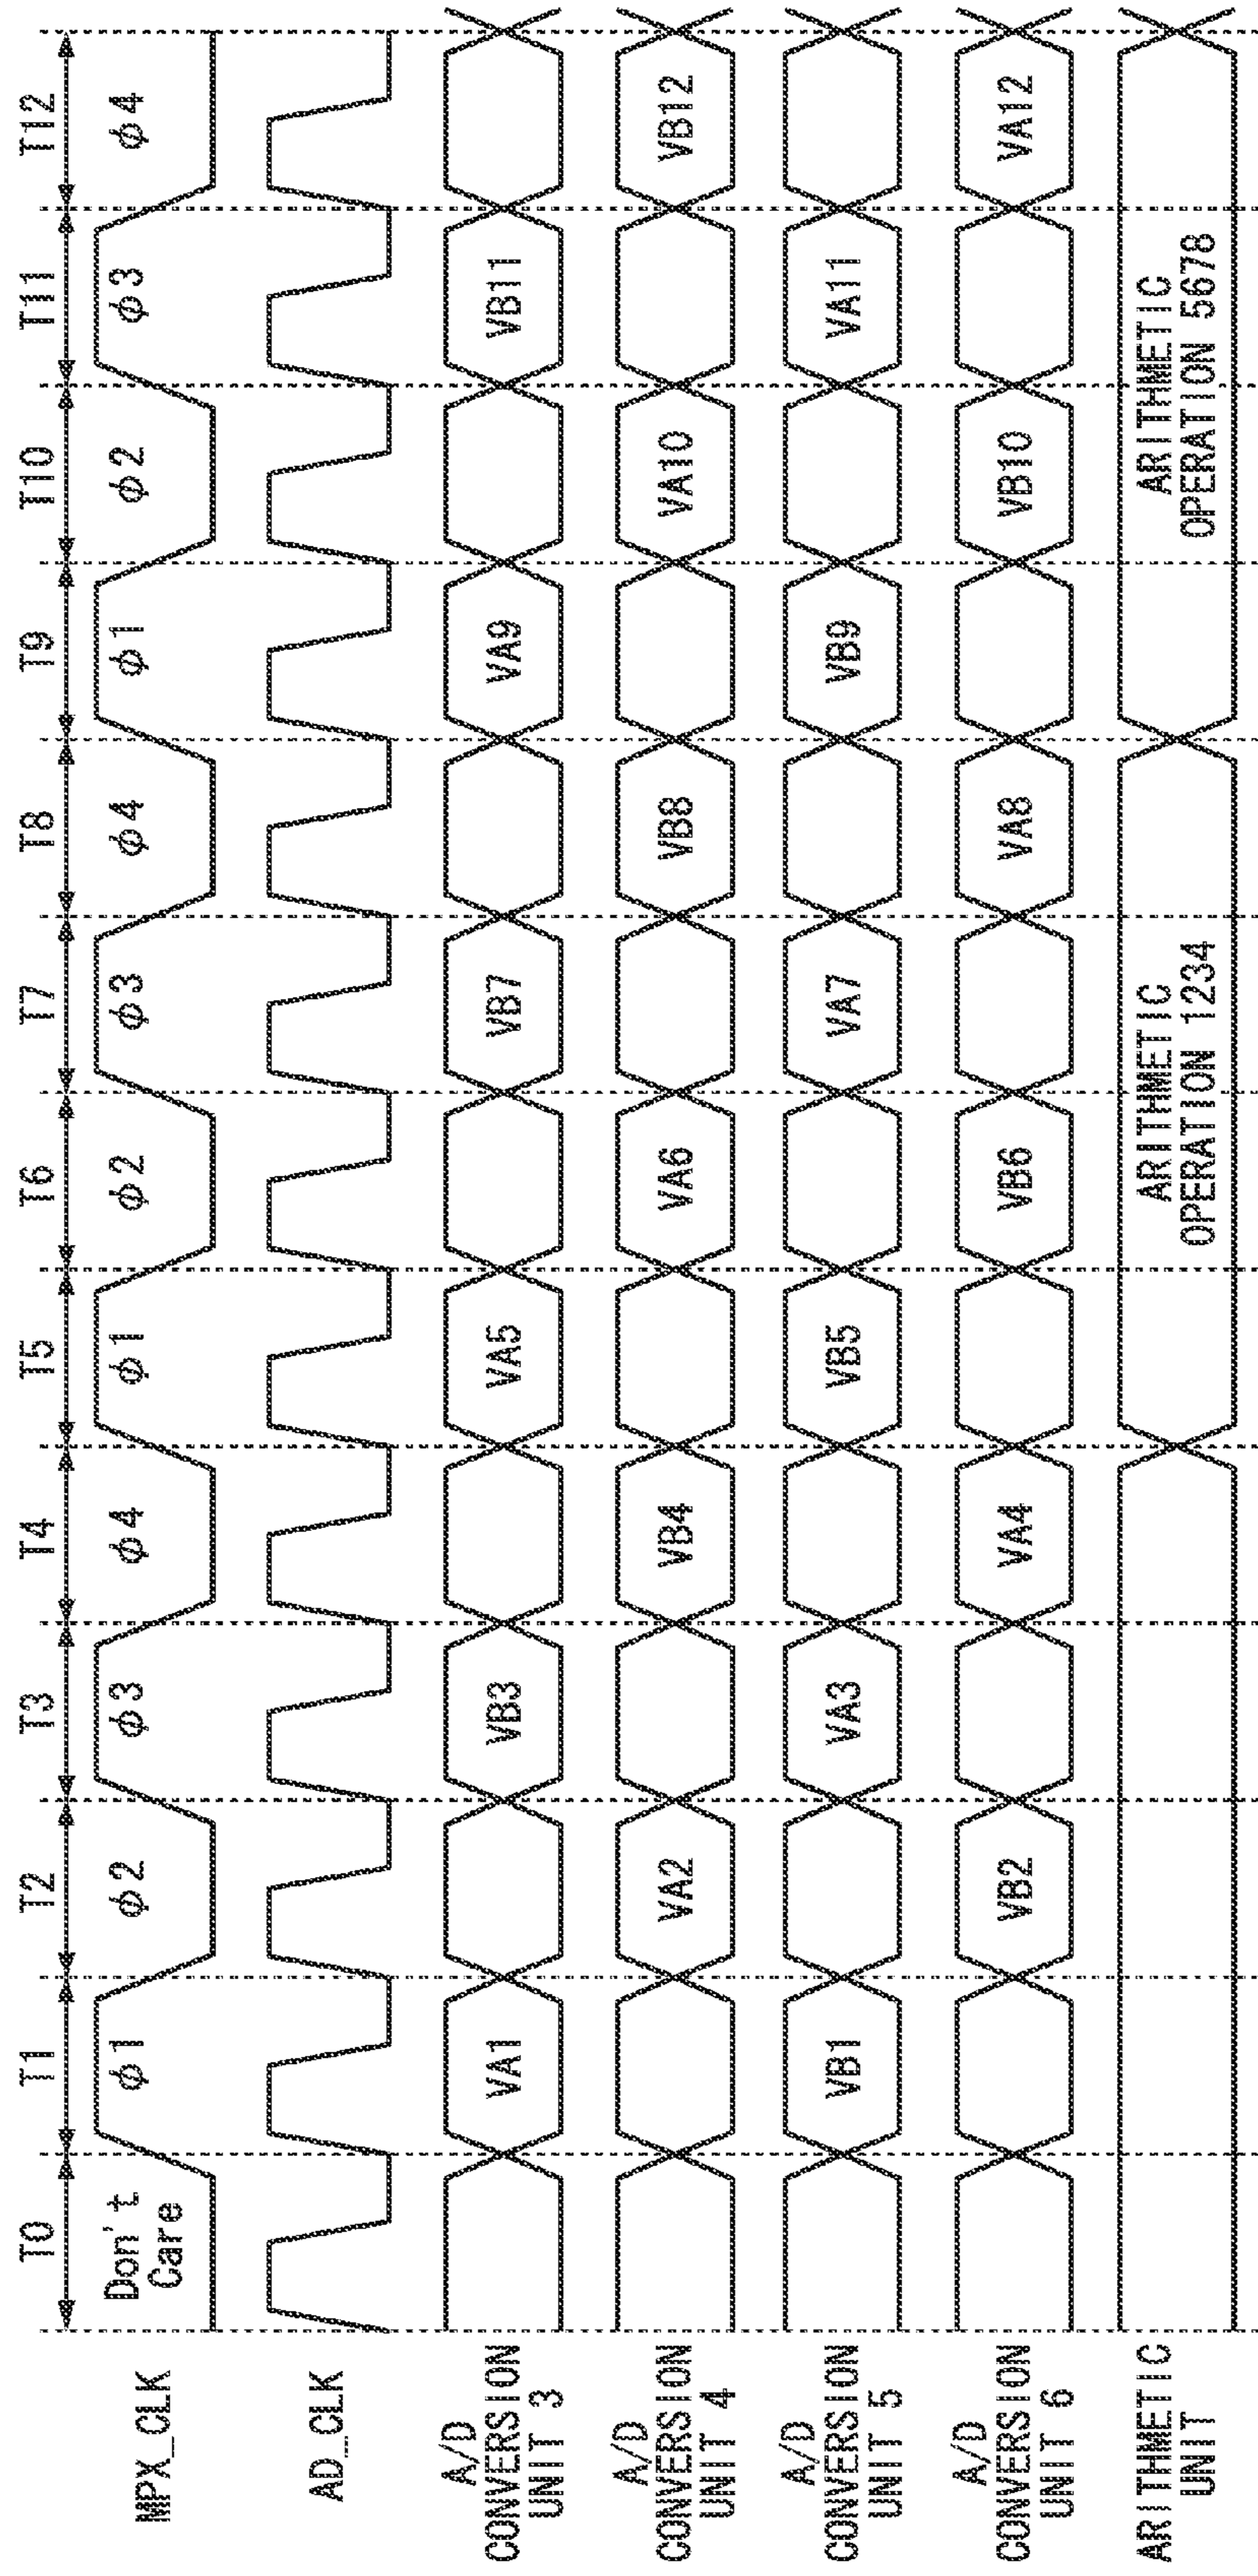 T0 T1 T2 T3 T4 T5 T6 T7 T8 T9 T10 T11 T12
MPX_CLK
Don't
Care
ϕ1 ϕ2 ϕ3 ϕ4 ϕ1 ϕ2 ϕ3 ϕ4 ϕ1 ϕ2 ϕ3 ϕ4
AD_CLK
A/D
CONVERSION
UNIT 3
VA1 VB3 VA5 VB7 VA9 VB11
A/D
CONVERSION
UNIT 4
VA2 VB4 VA6 VB8 VA10 VB12
A/D
CONVERSION
UNIT 5
VB1 VA3 VB5 VA7 VB9 VA11
A/D
CONVERSION
UNIT 6
VB2 VA4 VB6 VA8 VB10 VA12
ARITHMETIC
UNIT
ARITHMETIC
OPERATION 1234
ARITHMETIC
OPERATION 5678